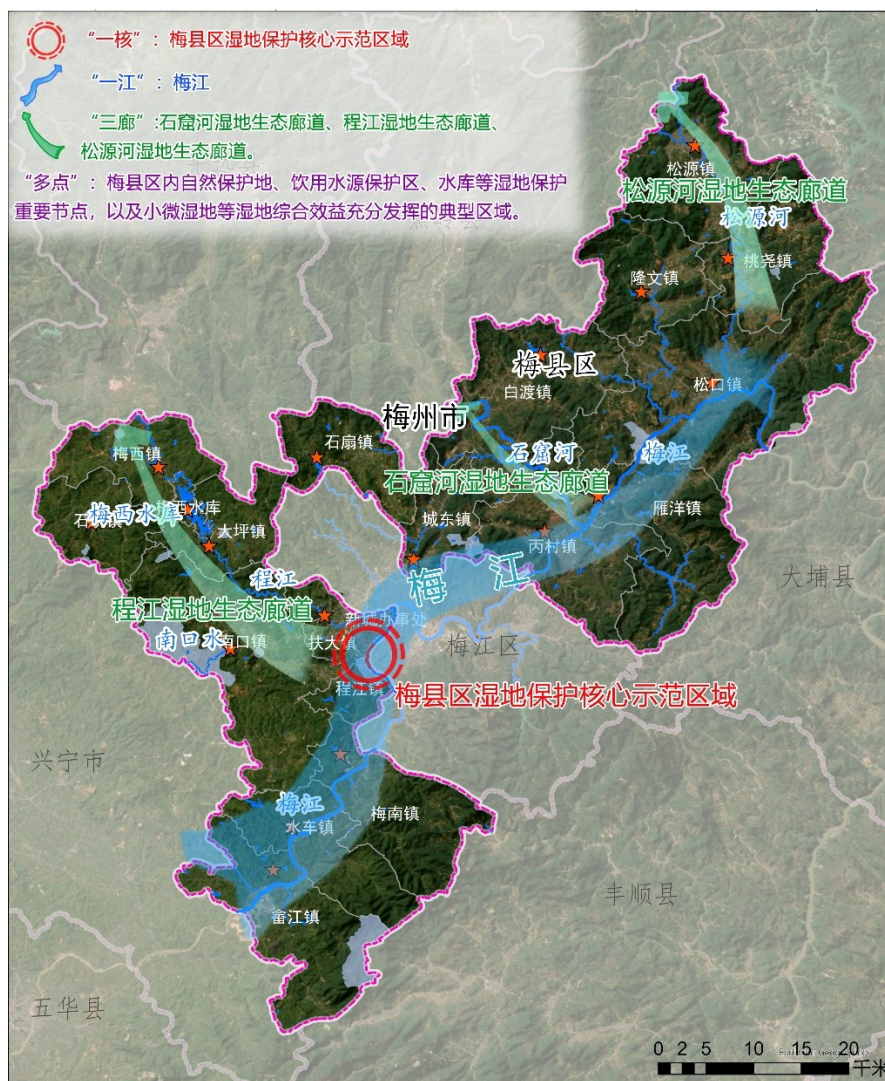 “一核”：梅县区湿地保护核心示范区域
“一江”：梅江
“三廊”:石窟河湿地生态廊道、程江湿地生态廊道、
松源河湿地生态廊道。
“多点”：梅县区内自然保护地、饮用水源保护区、水库等湿地保护
重要节点，以及小微湿地等湿地综合效益充分发挥的典型区域。
松源镇
松源河湿地生态廊道
松源河
桃尧镇
隆文镇
梅县区
白渡镇
松口镇
梅州市
石扇镇
梅西镇
石窟河
梅江
石窟河湿地生态廊道
梅西水库
城东镇
雁洋镇
大坪镇
丙村镇
程江
梅江
大埔县
程江湿地生态廊道
新城办事处
南口水
南口镇
扶大镇
梅江区
程江镇
梅县区湿地保护核心示范区域
兴宁市
梅江
梅南镇
水车镇
丰顺县
畲江镇
五华县
0 2 5 10 15 20
千米